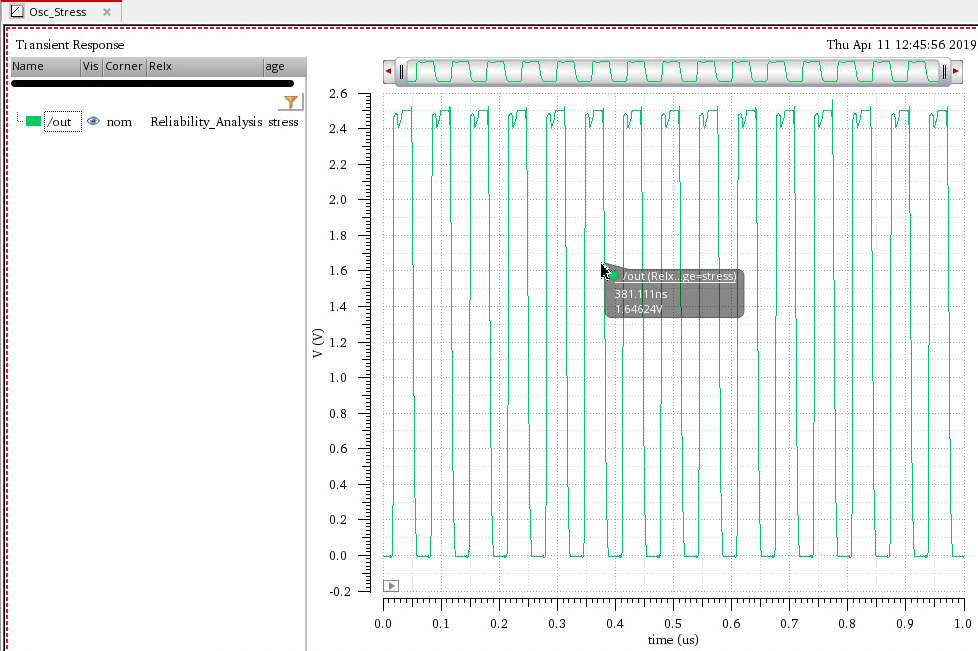 Osc_Stress
Transient Response
Thu Apr 11 12:45:56 2019
Name Vis Corner Relx age
/out nom Reliability_Analysis stress
2.6
2.4
2.2
2.0
1.8
1.6
1.4
1.2
1.0
0.8
0.6
0.4
0.2
0.0
-0.2
V (V)
/out (Relx...ge=stress)
381.111ns
1.64624V
0.0 0.1 0.2 0.3 0.4 0.5 0.6 0.7 0.8 0.9 1.0
time (us)